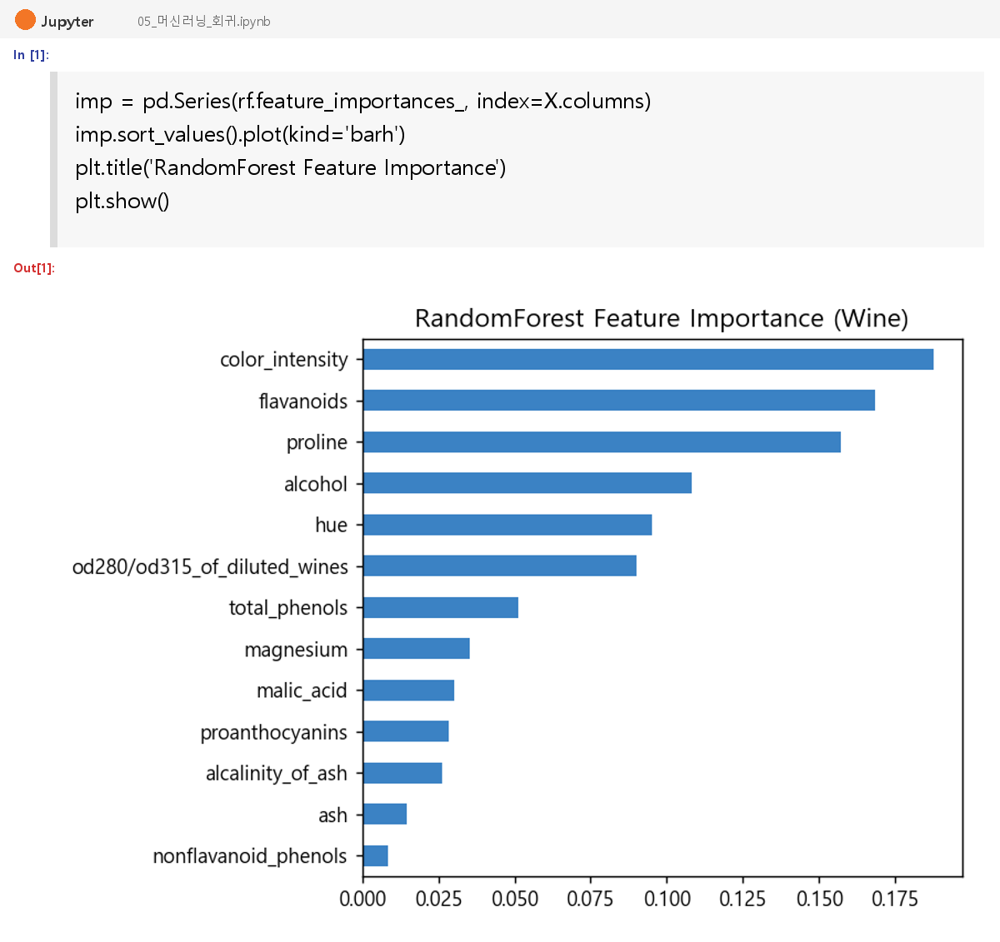 Jupyter 05_머신러닝_회귀.ipynb
In [1]:
imp = pd.Series(rf.feature_importances_, index=X.columns)
imp.sort_values().plot(kind='barh')
plt.title('RandomForest Feature Importance')
plt.show()
Out[1]:
RandomForest Feature Importance (Wine)
color_intensity
flavanoids
proline
alcohol
hue
od280/od315_of_diluted_wines
total_phenols
magnesium
malic_acid
proanthocyanins
alcalinity_of_ash
ash
nonflavanoid_phenols
0.000 0.025 0.050 0.075 0.100 0.125 0.150 0.175